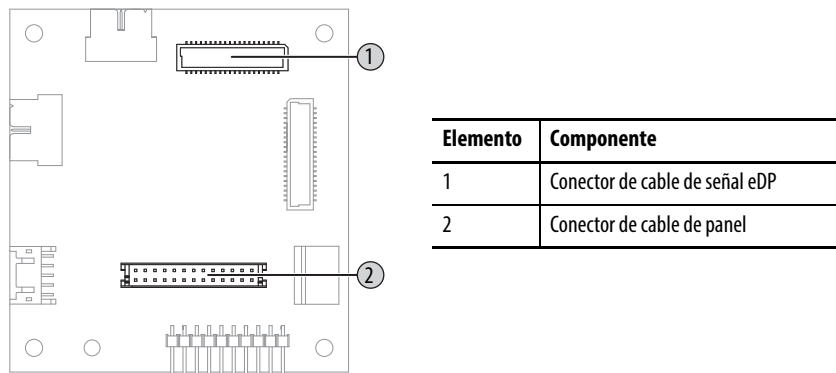 1
2
Elemento Componente
1 Conector de cable de señal eDP
2 Conector de cable de panel